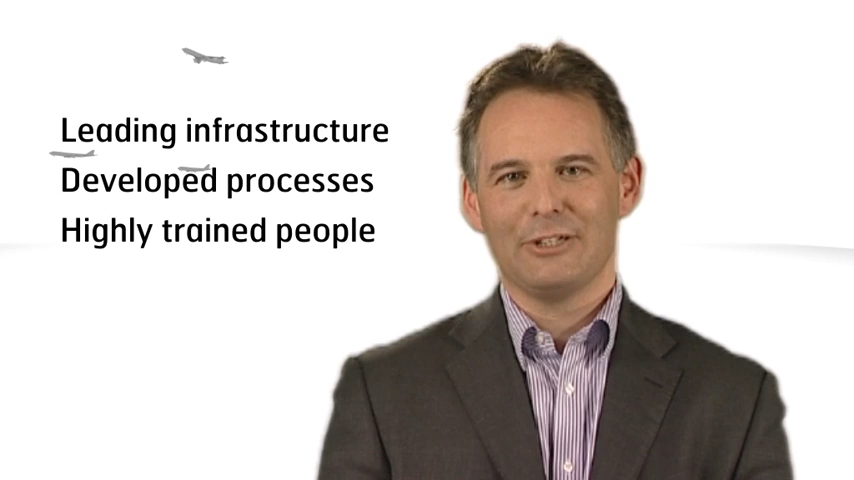 Leading infrastructure
Developed processes
Highly trained people